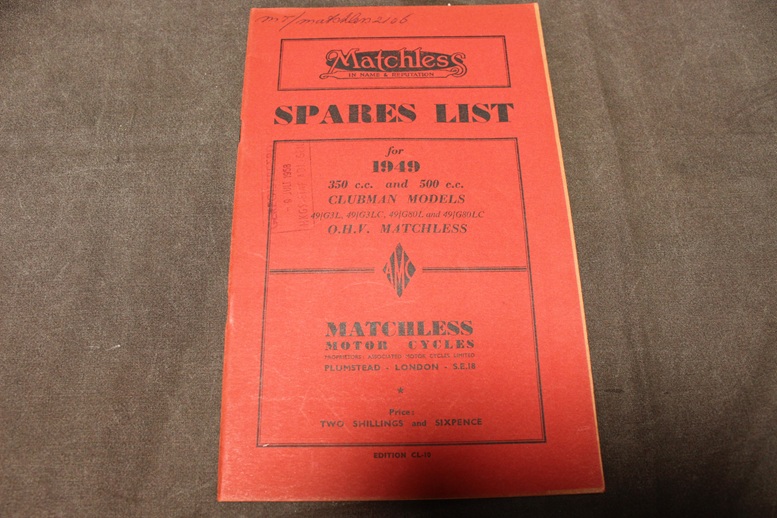 mT/matchless 2106
Matchless
IN NAME & REPUTATION
SPARES LIST
for
1949
350 c.c. and 500 c.c.
CLUBMAN MODELS
49/G3L, 49/G3LC, 49/G80L and 49/G80LC
O.H.V. MATCHLESS
AMC
MATCHLESS
MOTOR CYCLES
PROPRIETORS: ASSOCIATED MOTOR CYCLES LIMITED
PLUMSTEAD - LONDON - S.E.18
Price:
TWO SHILLINGS and SIXPENCE
EDITION CL-10